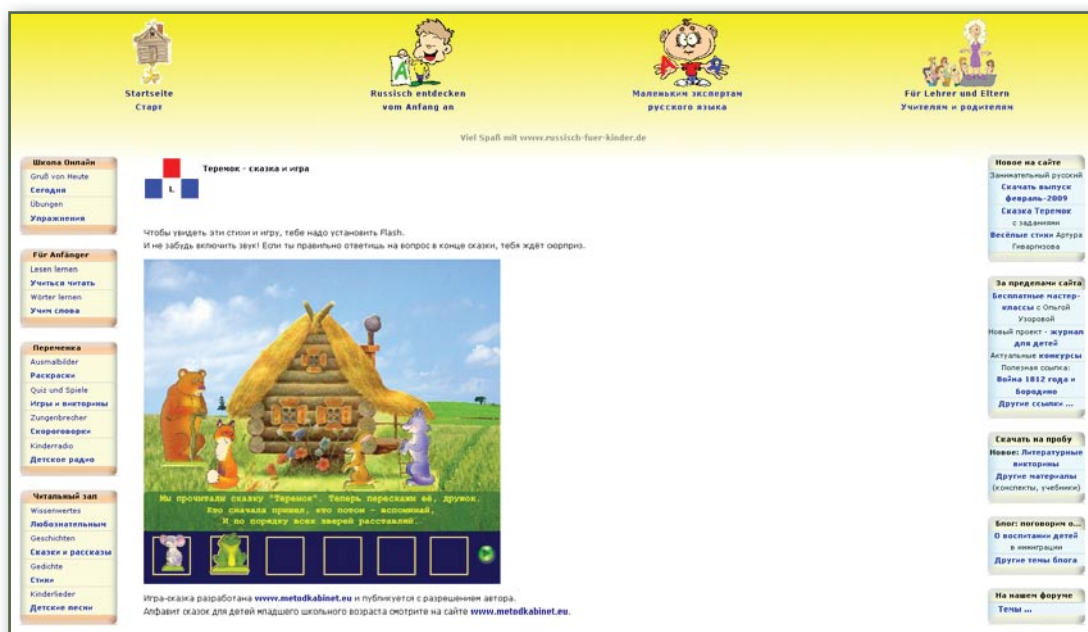 Startseite
Старт
Russisch entdecken
vom Anfang an
Маленьким экспертам
русского языка
Für Lehrer und Eltern
Учителям и родителям
Viel Spaß mit www.russisch-fuer-kinder.de
Школа Онлайн
Gruß von Heute
Сегодня
Übungen
Упражнения
Für Anfänger
Lesen lernen
Учиться читать
Wörter lernen
Учим слова
Переменка
Ausmalbilder
Раскраски
Quiz und Spiele
Игры и викторины
Zungenbrecher
Скороговорки
Kinderradio
Детское радио
Читальный зал
Wissenwertes
Любознательным
Geschichten
Сказки и рассказы
Gedichte
Стихи
Kinderlieder
Детские песни
L
Теремок - сказка и игра
Чтобы увидеть эти стихи и игру, тебе надо установить Flash.
И не забудь включить звук! Если ты правильно ответишь на вопрос в конце сказки, тебя ждёт сюрприз.
Мы прочитали сказку "Теремок". Теперь перескажи её, дружок.
Кто сначала пришел, кто потом - вспоминай,
И по порядку всех зверей расставляй.
Игра-сказка разработана www.metodkabinet.eu и публикуется с разрешением автора.
Алфавит сказок для детей младшего школьного возраста смотрите на сайте www.metodkabinet.eu.
Новое на сайте
Занимательный русский
Скачать выпуск
февраль-2009
Сказка Теремок
с заданиями
Весёлые стихи Артура
Гиваргизова
За пределами сайта
Бесплатные мастер-
классы с Ольгой
Узоровой
Новый проект - журнал
для детей
Актуальные конкурсы
Полезная ссылка:
Война 1812 года и
Бородино
Другие ссылки ...
Скачать на пробу
Новое: Литературные
викторины
Другие материалы
(конспекты, учебники)
Блог: поговорим о...
О воспитании детей
в иммиграции
Другие темы блога
На нашем форуме
Темы ...